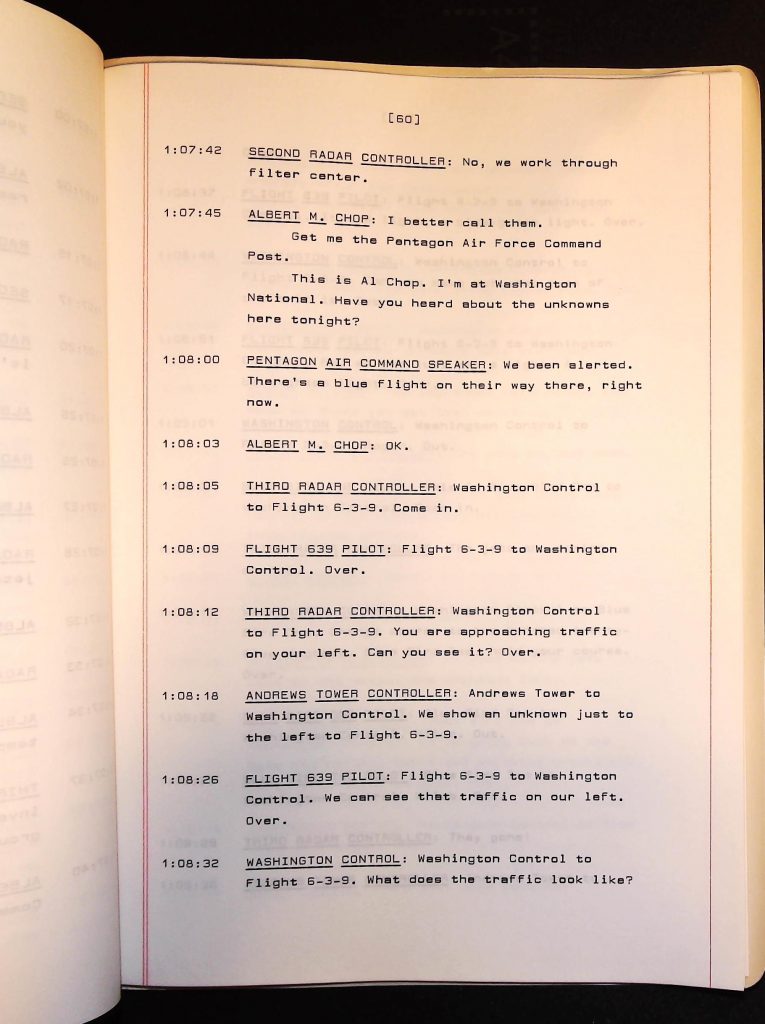 [60]
1:07:42 SECOND RADAR CONTROLLER: No, we work through
filter center.
1:07:45 ALBERT M. CHOP: I better call them.
Get me the Pentagon Air Force Command
Post.
This is Al Chop. I'm at Washington
National. Have you heard about the unknowns
here tonight?
1:08:00 PENTAGON AIR COMMAND SPEAKER: We been alerted.
There's a blue flight on their way there, right
now.
1:08:03 ALBERT M. CHOP: OK.
1:08:05 THIRD RADAR CONTROLLER: Washington Control
to Flight 6-3-9. Come in.
1:08:09 FLIGHT 639 PILOT: Flight 6-3-9 to Washington
Control. Over.
1:08:12 THIRD RADAR CONTROLLER: Washington Control
to Flight 6-3-9. You are approaching traffic
on your left. Can you see it? Over.
1:08:18 ANDREWS TOWER CONTROLLER: Andrews Tower to
Washington Control. We show an unknown just to
the left to Flight 6-3-9.
1:08:26 FLIGHT 639 PILOT: Flight 6-3-9 to Washington
Control. We can see that traffic on our left.
Over.
1:08:32 WASHINGTON CONTROL: Washington Control to
Flight 6-3-9. What does the traffic look like?